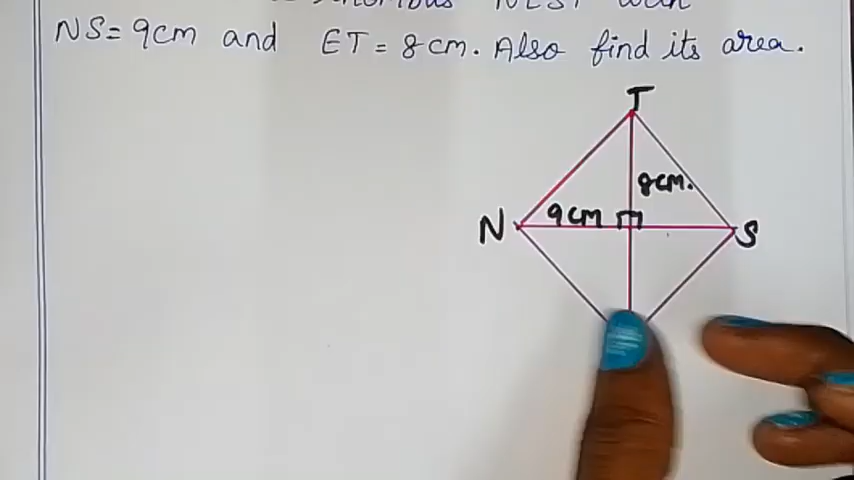 NS = 9cm and ET = 8cm. Also find its area.
T
8cm.
9cm
N
S